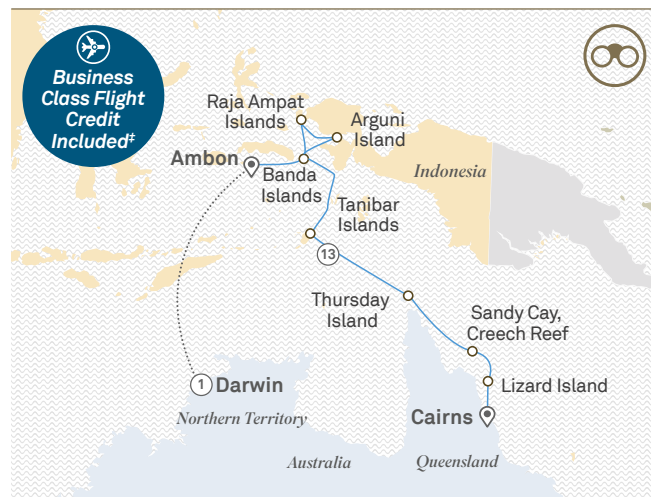 Business
Class Flight
Credit
Included‡
Raja Ampat
Islands
Arguni
Island
Ambon
Banda
Islands
Indonesia
Tanibar
Islands
13
Thursday
Island
Sandy Cay,
Creech Reef
1 Darwin
Lizard Island
Northern Territory
Cairns
Australia
Queensland